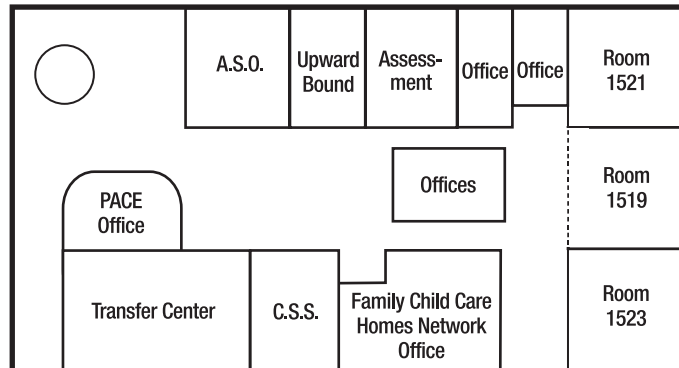 A.S.O.
Upward
Bound
Assess-
ment
Office
Office
Room
1521
PACE
Office
Offices
Room
1519
Transfer Center
C.S.S.
Family Child Care
Homes Network
Office
Room
1523